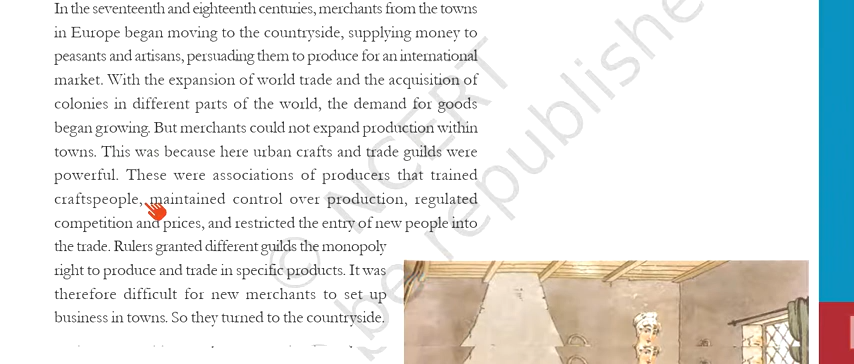 In the seventeenth and eighteenth centuries, merchants from the towns
in Europe began moving to the countryside, supplying money to
peasants and artisans, persuading them to produce for an international
market. With the expansion of world trade and the acquisition of
colonies in different parts of the world, the demand for goods
began growing. But merchants could not expand production within
towns. This was because here urban crafts and trade guilds were
powerful. These were associations of producers that trained
craftspeople, maintained control over production, regulated
competition and prices, and restricted the entry of new people into
the trade. Rulers granted different guilds the monopoly
right to produce and trade in specific products. It was
therefore difficult for new merchants to set up
business in towns. So they turned to the countryside.
© NCERT
be republishe